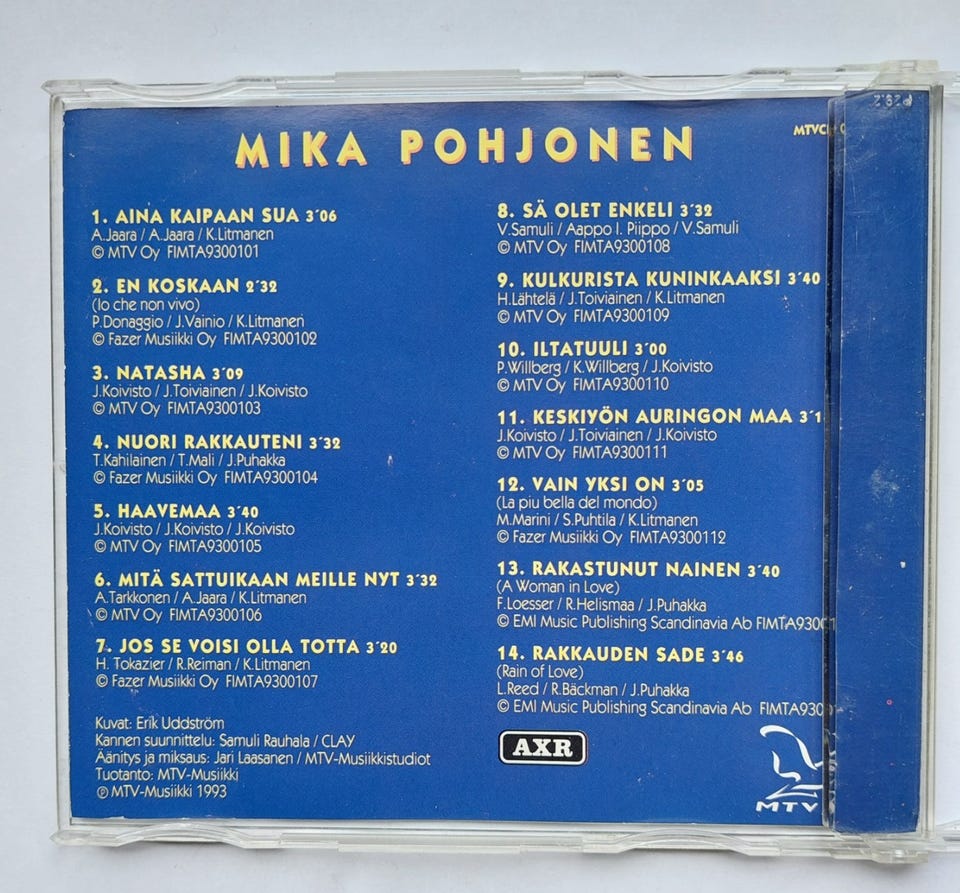 MIKA POHJONEN
1. AINA KAIPAAN SUA 3´06
A.Jaara / A.Jaara / K.Litmanen
© MTV Oy FIMTA9300101
2. EN KOSKAAN 2´32
(Io che non vivo)
P.Donaggio / J.Vainio / K.Litmanen
© Fazer Musiikki Oy FIMTA9300102
3. NATASHA 3´09
J.Koivisto / J.Toiviainen / J.Koivisto
© MTV Oy FIMTA9300103
4. NUORI RAKKAUTENI 3´32
T.Kahilainen / T.Mali / J.Puhakka
© Fazer Musiikki Oy FIMTA9300104
5. HAAVEMAA 3´40
J.Koivisto / J.Koivisto / J.Koivisto
© MTV Oy FIMTA9300105
6. MITÄ SATTUIKAAN MEILLE NYT 3´32
A.Tarkkonen / A.Jaara / K.Litmanen
© MTV Oy FIMTA9300106
7. JOS SE VOISI OLLA TOTTA 3´20
H. Tokazier / R.Reiman / K.Litmanen
© Fazer Musiikki Oy FIMTA9300107
Kuvat: Erik Uddström
Kannen suunnittelu: Samuli Rauhala / CLAY
Äänitys ja miksaus: Jari Laasanen / MTV-Musiikkistudiot
Tuotanto: MTV-Musiikki
℗ MTV-Musiikki 1993
8. SÄ OLET ENKELI 3´32
V.Samuli / Aappo I. Piippo / V.Samuli
© MTV Oy FIMTA9300108
9. KULKURISTA KUNINKAAKSI 3´40
H.Lähtelä / J.Toiviainen / K.Litmanen
© MTV Oy FIMTA9300109
10. ILTATUULI 3´00
P.Willberg / K.Willberg / J.Koivisto
© MTV Oy FIMTA9300110
11. KESKIYÖN AURINGON MAA
J.Koivisto / J.Toiviainen / J.Koivisto
© MTV Oy FIMTA9300111
12. VAIN YKSI ON 3´05
(La piu bella del mondo)
M.Marini / S.Puhtila / K.Litmanen
© Fazer Musiikki Oy FIMTA9300112
13. RAKASTUNUT NAINEN 3´40
(A Woman in Love)
F.Loesser / R.Helismaa / J.Puhakka
© EMI Music Publishing Scandinavia Ab
14. RAKKAUDEN SADE 3´46
(Rain of Love)
L.Reed / R.Bäckman / J.Puhakka
© EMI Music Publishing Scandinavia Ab
AXR
MTV